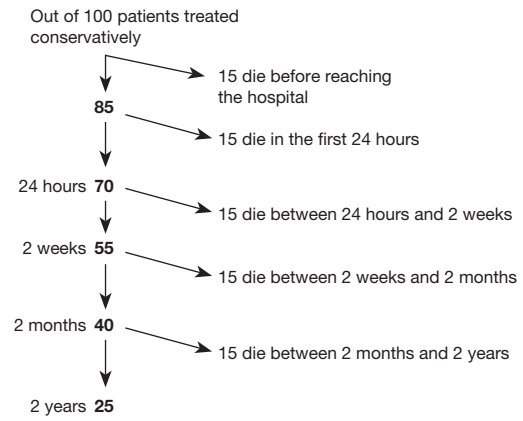 Out of 100 patients treated
conservatively
15 die before reaching
the hospital
85
15 die in the first 24 hours
24 hours 70
15 die between 24 hours and 2 weeks
2 weeks 55
15 die between 2 weeks and 2 months
2 months 40
15 die between 2 months and 2 years
2 years 25